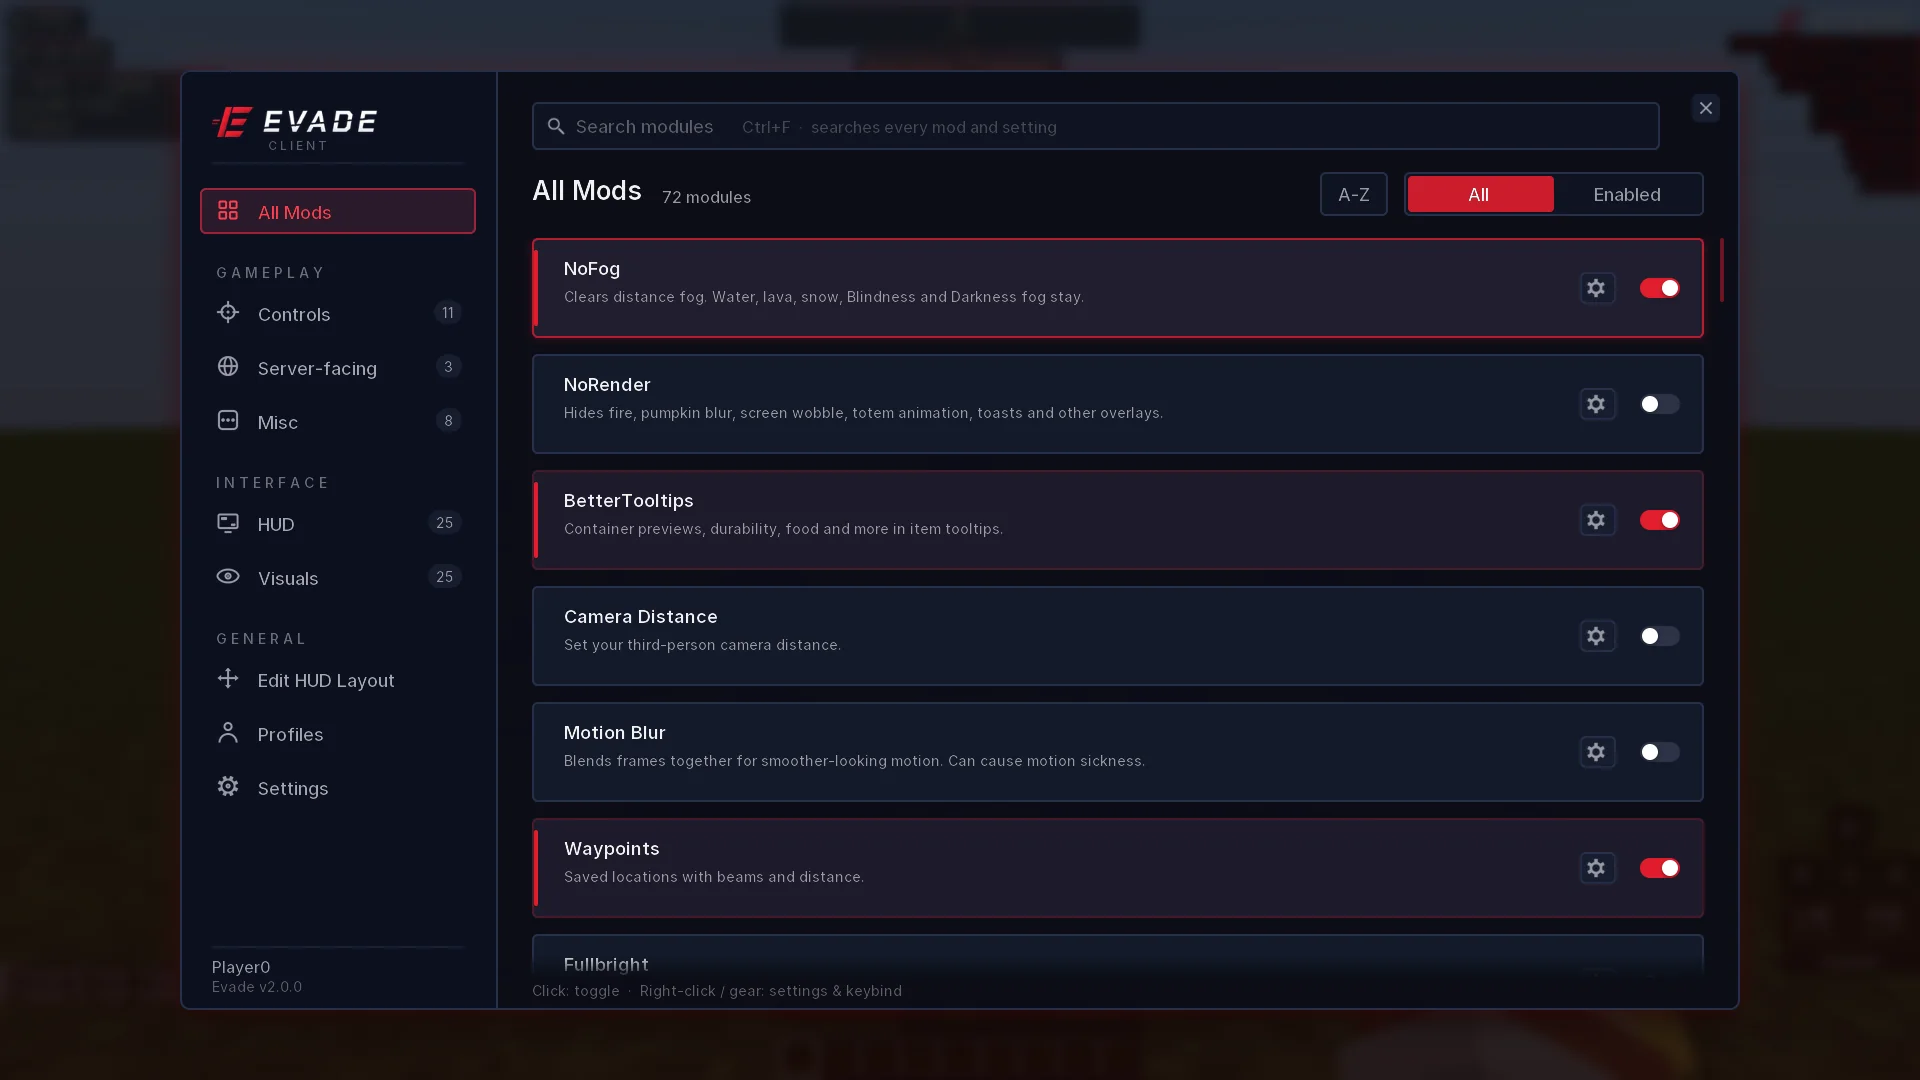 EVADE
CLIENT
All Mods
GAMEPLAY
Controls 11
Server-facing 3
Misc 8
INTERFACE
HUD 25
Visuals 25
GENERAL
Edit HUD Layout
Profiles
Settings
Player0
Evade v2.0.0
Search modules Ctrl+F · searches every mod and setting
All Mods 72 modules
A-Z All Enabled
NoFog
Clears distance fog. Water, lava, snow, Blindness and Darkness fog stay.
NoRender
Hides fire, pumpkin blur, screen wobble, totem animation, toasts and other overlays.
BetterTooltips
Container previews, durability, food and more in item tooltips.
Camera Distance
Set your third-person camera distance.
Motion Blur
Blends frames together for smoother-looking motion. Can cause motion sickness.
Waypoints
Saved locations with beams and distance.
Fullbright
Click: toggle · Right-click / gear: settings & keybind